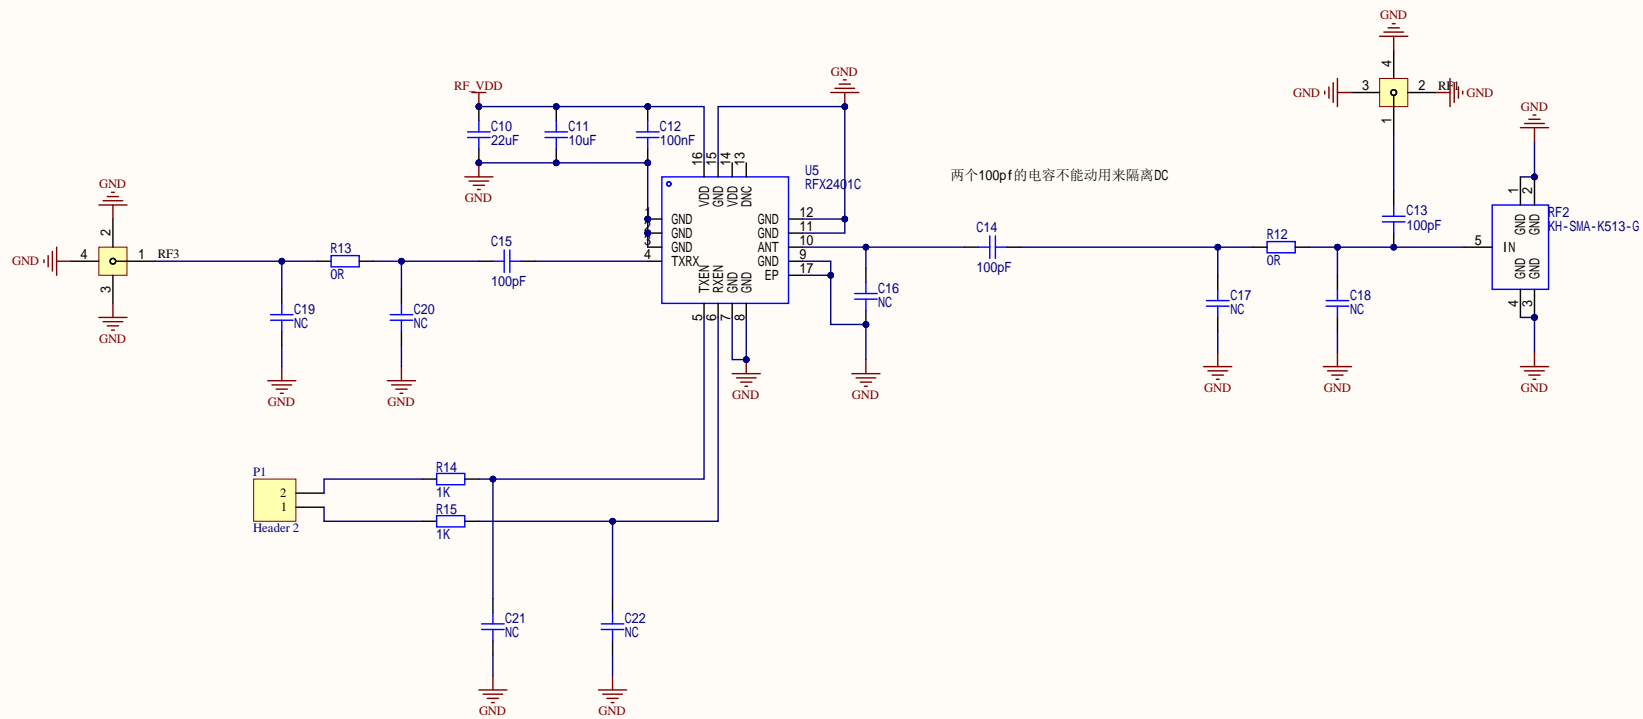 GND
GND
3
4
2
RF1
GND
1
GND
RF_VDD
GND
C10
22uF
C11
10uF
C12
100nF
GND
16
15
14
13
VDD
GND
VDD
DNC
U5
RFX2401C
两个100pf的电容不能动用来隔离DC
1
2
3
4
GND
GND
GND
TXRX
12
11
10
9
17
GND
GND
ANT
GND
EP
TXEN
RXEN
GND
GND
5
6
7
8
GND
GND
2
GND
4
1
RF3
3
GND
R13
0R
C15
100pF
C19
NC
GND
C20
NC
GND
C16
NC
GND
C14
100pF
C13
100pF
R12
0R
C17
NC
GND
C18
NC
GND
1
2
RF2
KH-SMA-K513-G
GND
GND
5
IN
GND
GND
4
3
GND
P1
2
1
Header 2
R14
1K
R15
1K
C21
NC
GND
C22
NC
GND